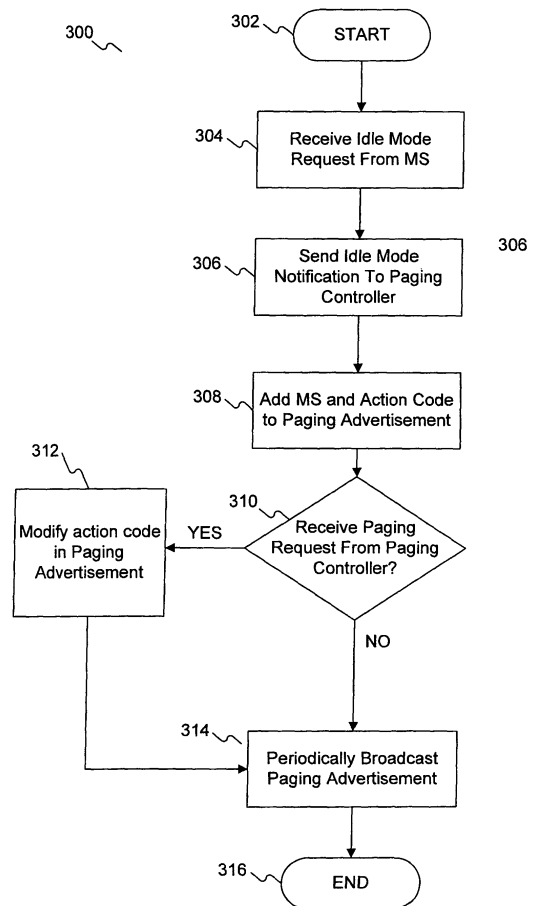 300
302
START
304
Receive Idle Mode
Request From MS
306
306
Send Idle Mode
Notification To Paging
Controller
308
Add MS and Action Code
to Paging Advertisement
312
310
Receive Paging
Request From Paging
Controller?
YES
Modify action code
in Paging
Advertisement
NO
314
Periodically Broadcast
Paging Advertisement
316
END